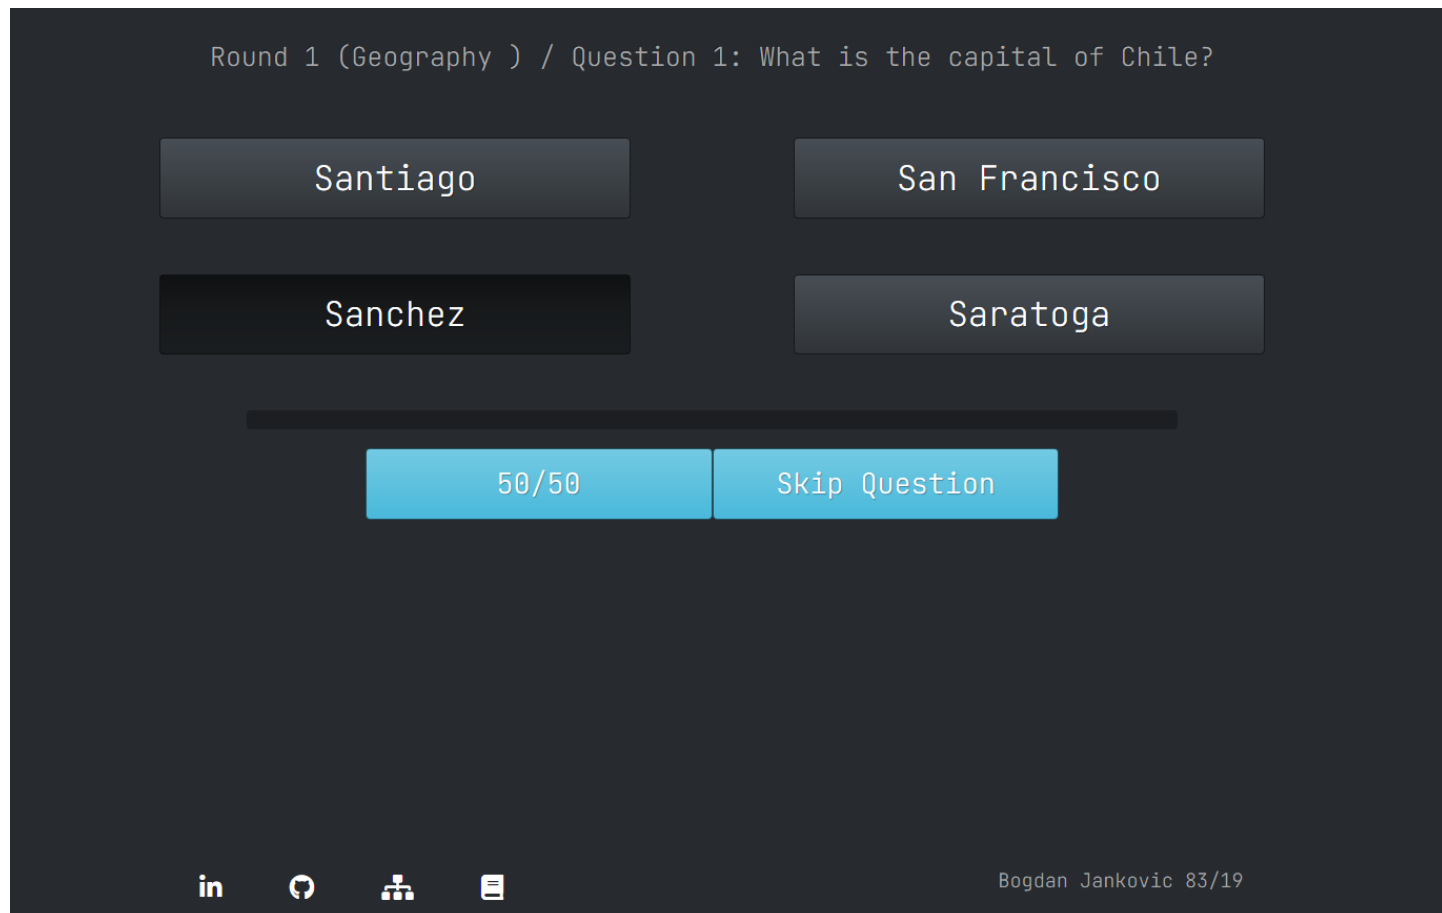 Round 1 (Geography ) / Question 1: What is the capital of Chile?
Santiago
San Francisco
Sanchez
Saratoga
50/50
Skip Question
in
Bogdan Jankovic 83/19